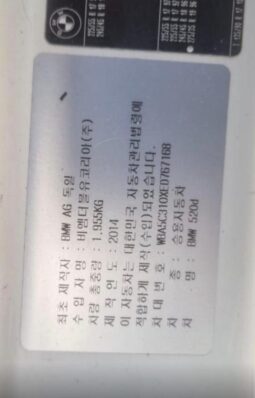 최초 제작사 : BMW AG 독일
수 입 사 명 : 비엠더블유코리아(주)
차량 총중량 : 1,955KG
제 작 연 도 : 2014
이 자동차는 대한민국 자동차관리법령에
적합하게 제작(수입)되었습니다.
차 대 번 호 : WBA5C310XED767168
차 종 : 승용자동차
차 명 : BMW 520d